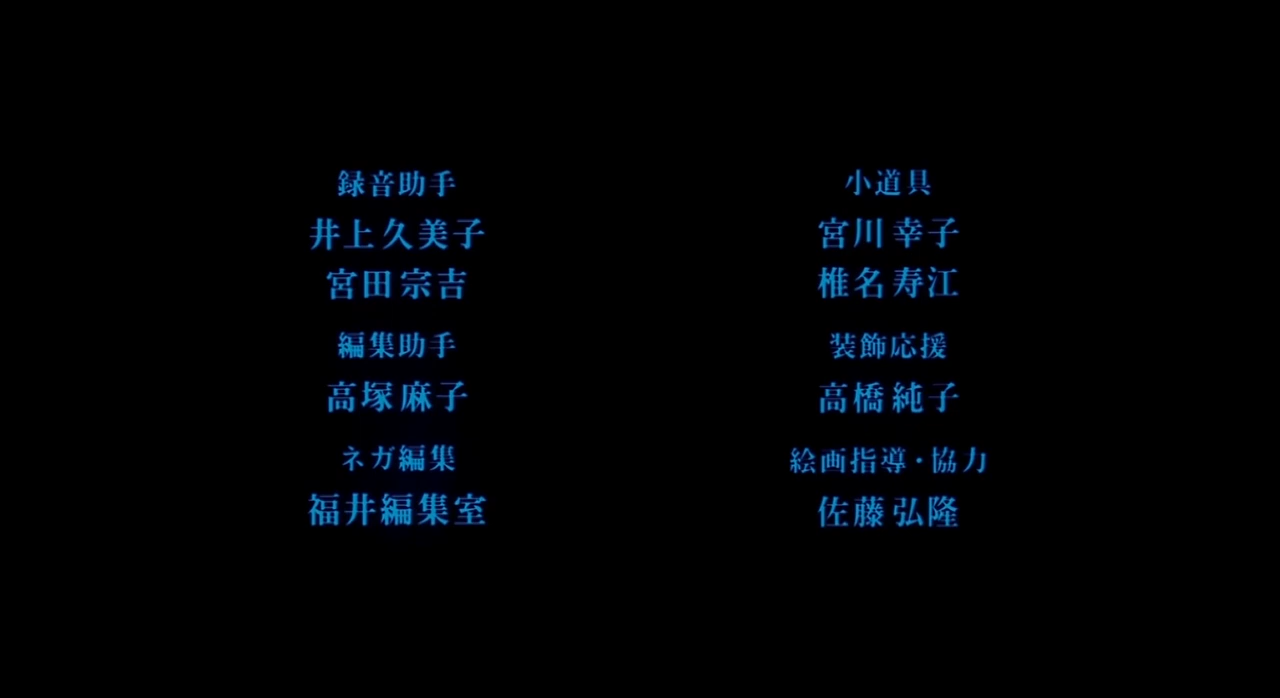 録音助手
井上久美子
宮田宗吉
編集助手
高塚麻子
ネガ編集
福井編集室
小道具
宮川幸子
椎名寿江
装飾応援
高橋純子
絵画指導・協力
佐藤弘隆